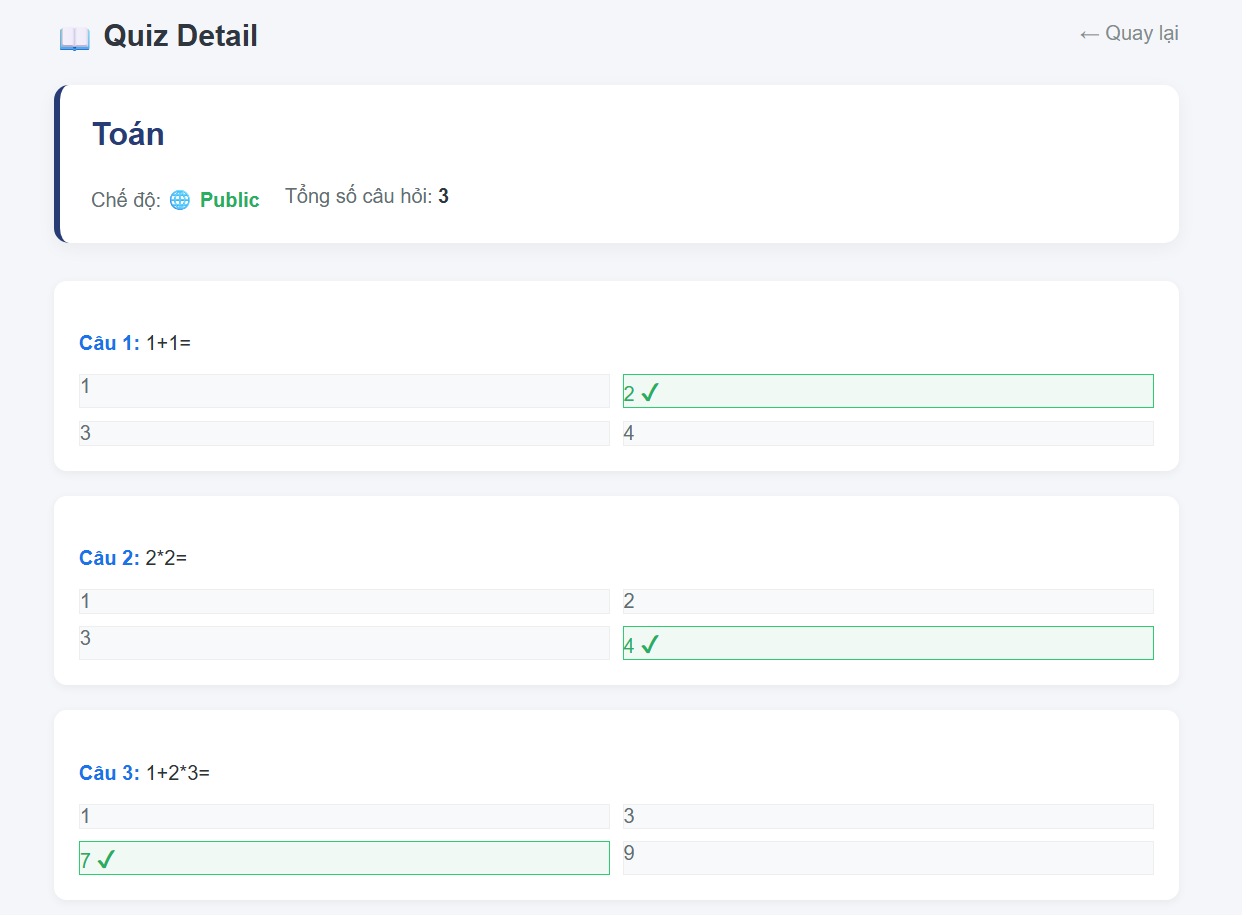 📖 Quiz Detail
← Quay lại
Toán
Chế độ: 🌐 Public Tổng số câu hỏi: 3
Câu 1: 1+1=
1
2 ✓
3
4
Câu 2: 2*2=
1
2
3
4 ✓
Câu 3: 1+2*3=
1
3
7 ✓
9